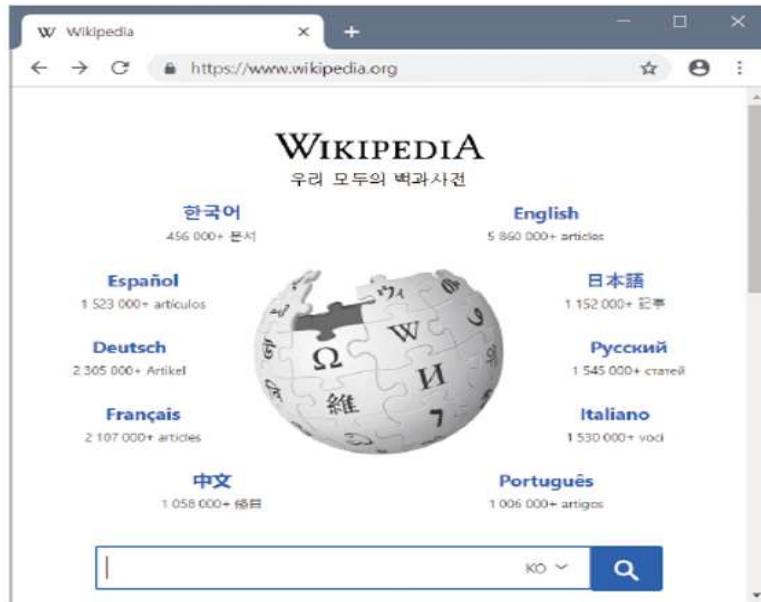 Wikipedia
https://www.wikipedia.org
WIKIPEDIA
우리 모두의 백과사전
한국어
456 000+ 문서
English
5 860 000+ articles
Español
1 523 000+ artículos
日本語
1 152 000+ 記事
Deutsch
2 305 000+ Artikel
Русский
1 545 000+ статей
Français
2 107 000+ articles
Italiano
1 530 000+ voci
中文
1 058 000+ 條目
Português
1 006 000+ artigos
Ω
W
И
維
7
KO